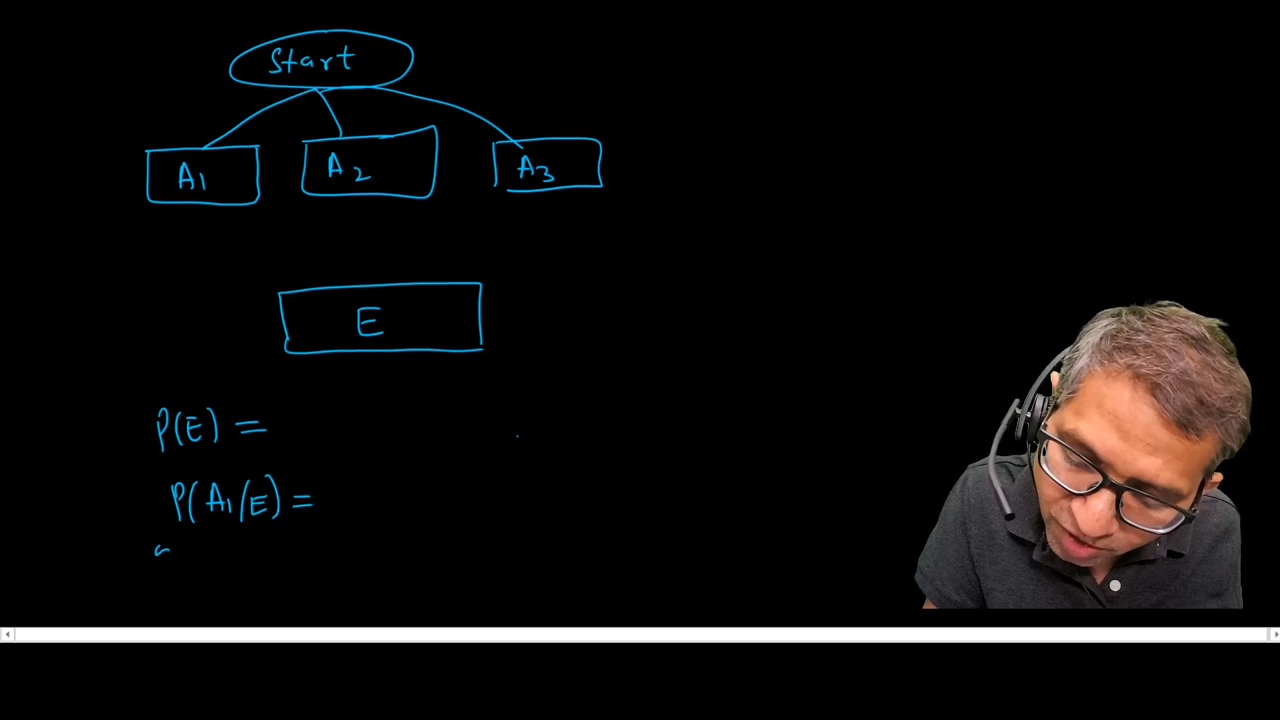 Start
A1 A2 A3
E
P(E) =
P(A1/E) =